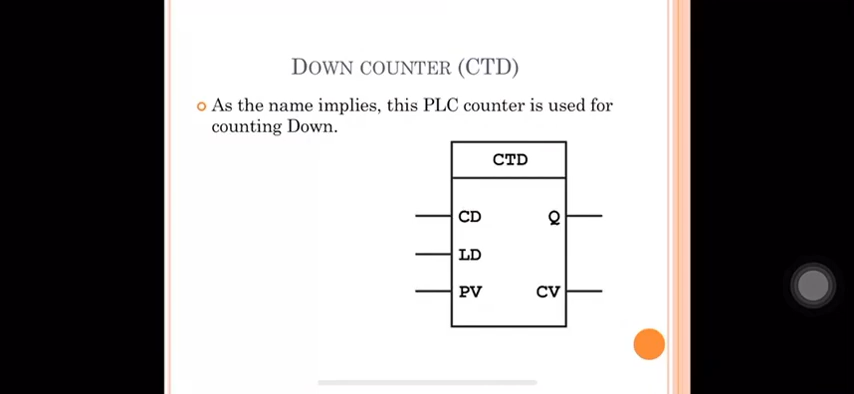 DOWN COUNTER (CTD)
As the name implies, this PLC counter is used for
counting Down.
CTD
CD Q
LD
PV CV